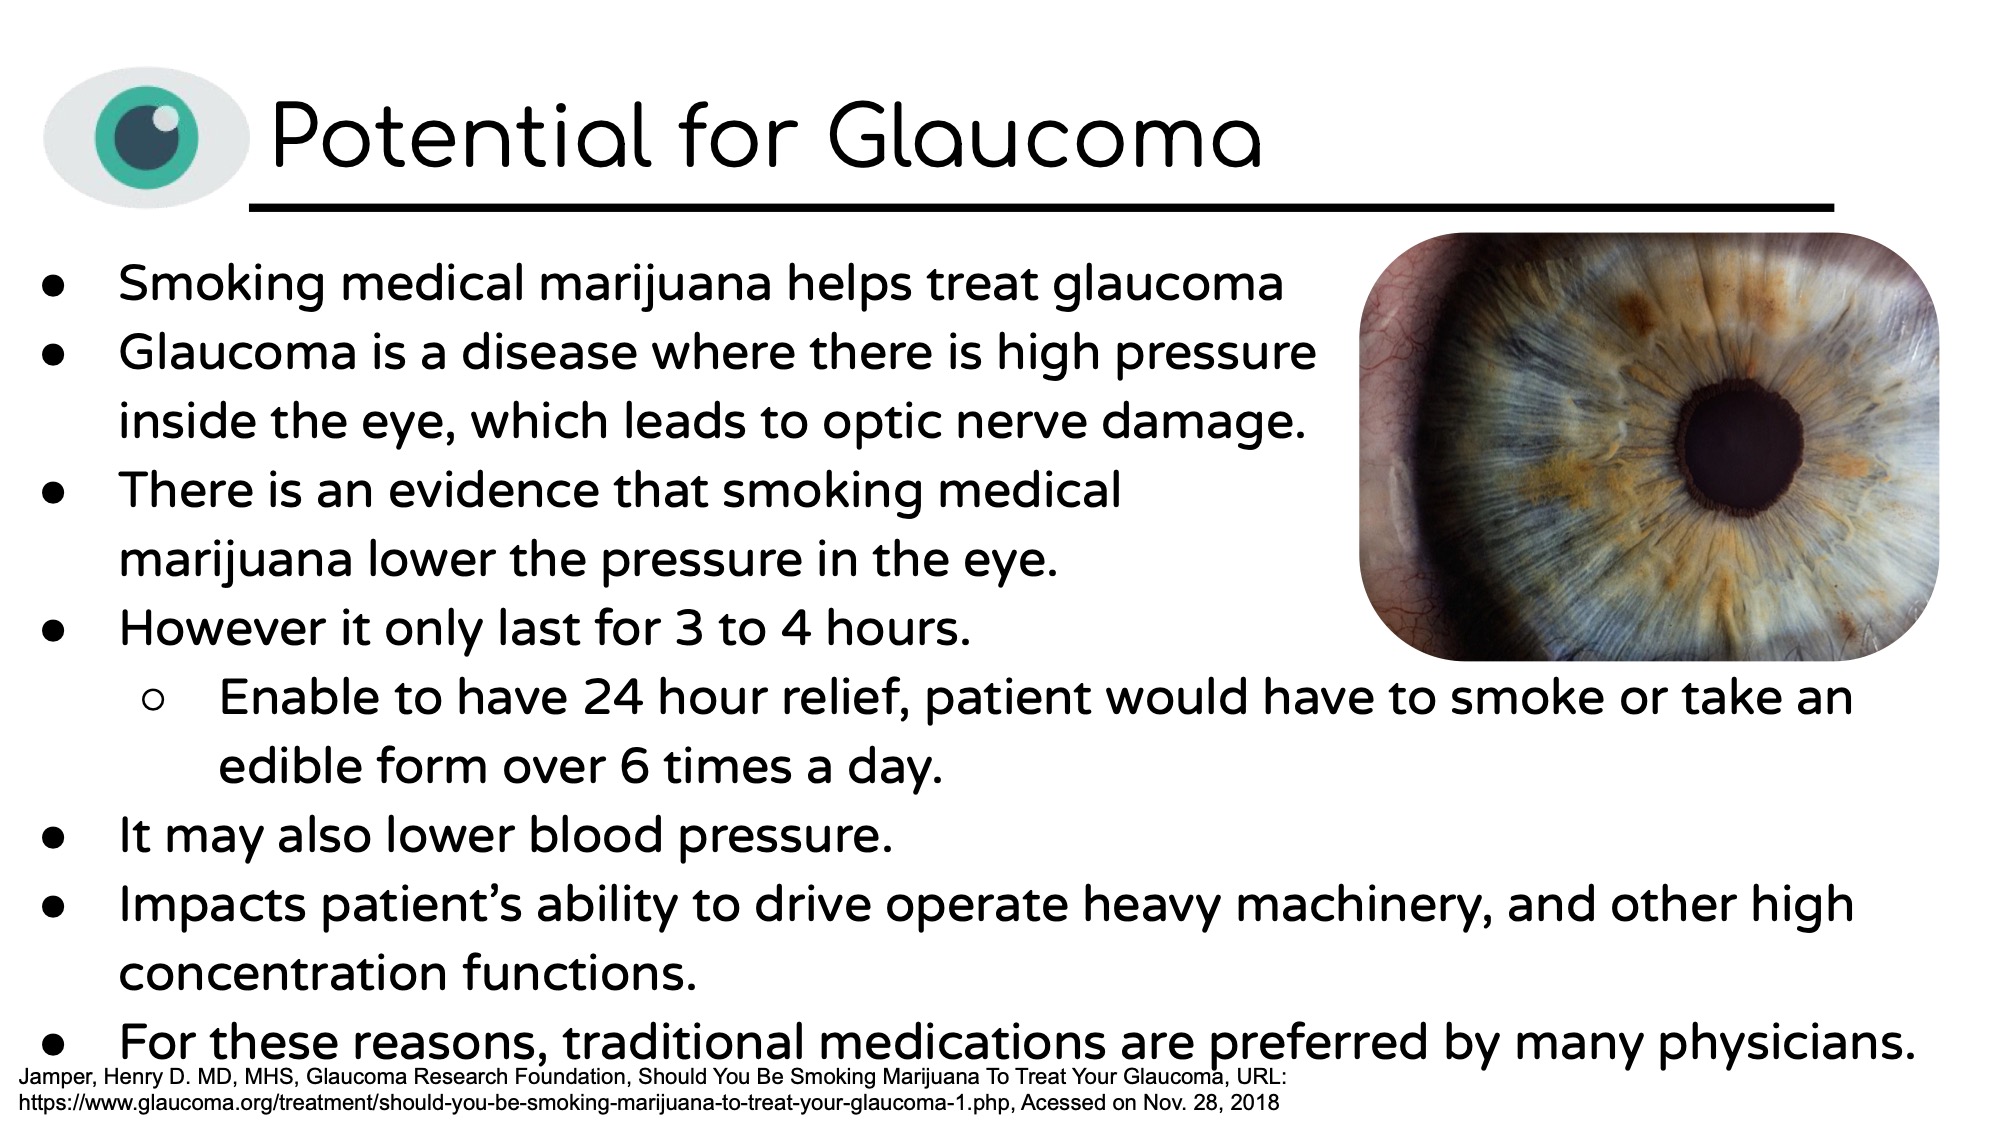 Potential for Glaucoma
● Smoking medical marijuana helps treat glaucoma
● Glaucoma is a disease where there is high pressure
inside the eye, which leads to optic nerve damage.
● There is an evidence that smoking medical
marijuana lower the pressure in the eye.
● However it only last for 3 to 4 hours.
○ Enable to have 24 hour relief, patient would have to smoke or take an
edible form over 6 times a day.
● It may also lower blood pressure.
● Impacts patient’s ability to drive operate heavy machinery, and other high
concentration functions.
● For these reasons, traditional medications are preferred by many physicians.
Jamper, Henry D. MD, MHS, Glaucoma Research Foundation, Should You Be Smoking Marijuana To Treat Your Glaucoma, URL:
https://www.glaucoma.org/treatment/should-you-be-smoking-marijuana-to-treat-your-glaucoma-1.php, Acessed on Nov. 28, 2018